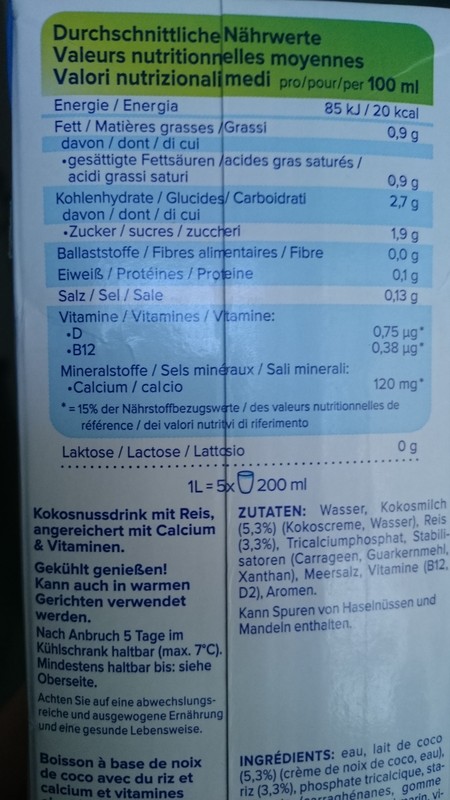 Durchschnittliche Nährwerte
Valeurs nutritionnelles moyennes
Valori nutrizionali medi pro/pour/per 100 ml
Energie / Energia 85 kJ / 20 kcal
Fett / Matières grasses / Grassi 0,9 g
davon / dont / di cui
•gesättigte Fettsäuren /acides gras saturés /
acidi grassi saturi 0,9 g
Kohlenhydrate / Glucides / Carboidrati 2,7 g
davon / dont / di cui
•Zucker / sucres / zuccheri 1,9 g
Ballaststoffe / Fibres alimentaires / Fibre 0,0 g
Eiweiß / Protéines / Proteine 0,1 g
Salz / Sel / Sale 0,13 g
Vitamine / Vitamines / Vitamine:
•D 0,75 µg*
•B12 0,38 µg*
Mineralstoffe / Sels minéraux / Sali minerali:
•Calcium / calcio 120 mg*
* = 15% der Nährstoffbezugswerte / des valeurs nutritionnelles de
référence / dei valori nutritvi di riferimento
Laktose / Lactose / Lattosio 0 g
1L = 5x 200 ml
Kokosnussdrink mit Reis,
angereichert mit Calcium
& Vitaminen.
Gekühlt genießen!
Kann auch in warmen
Gerichten verwendet
werden.
Nach Anbruch 5 Tage im
Kühlschrank haltbar (max. 7°C).
Mindestens haltbar bis: siehe
Oberseite.
Achten Sie auf eine abwechslungs-
reiche und ausgewogene Ernährung
und eine gesunde Lebensweise.
Boisson à base de noix
de coco avec du riz et
calcium et vitamines
ZUTATEN: Wasser, Kokosmilch
(5,3%) (Kokoscreme, Wasser), Reis
(3,3%), Tricalciumphosphat, Stabili-
satoren (Carrageen, Guarkernmehl,
Xanthan), Meersalz, Vitamine (B12,
D2), Aromen.
Kann Spuren von Haselnüssen und
Mandeln enthalten.
INGRÉDIENTS: eau, lait de coco
(5,3%) (crème de noix de coco, eau),
riz (3,3%), phosphate tricalcique, sta-
gomme